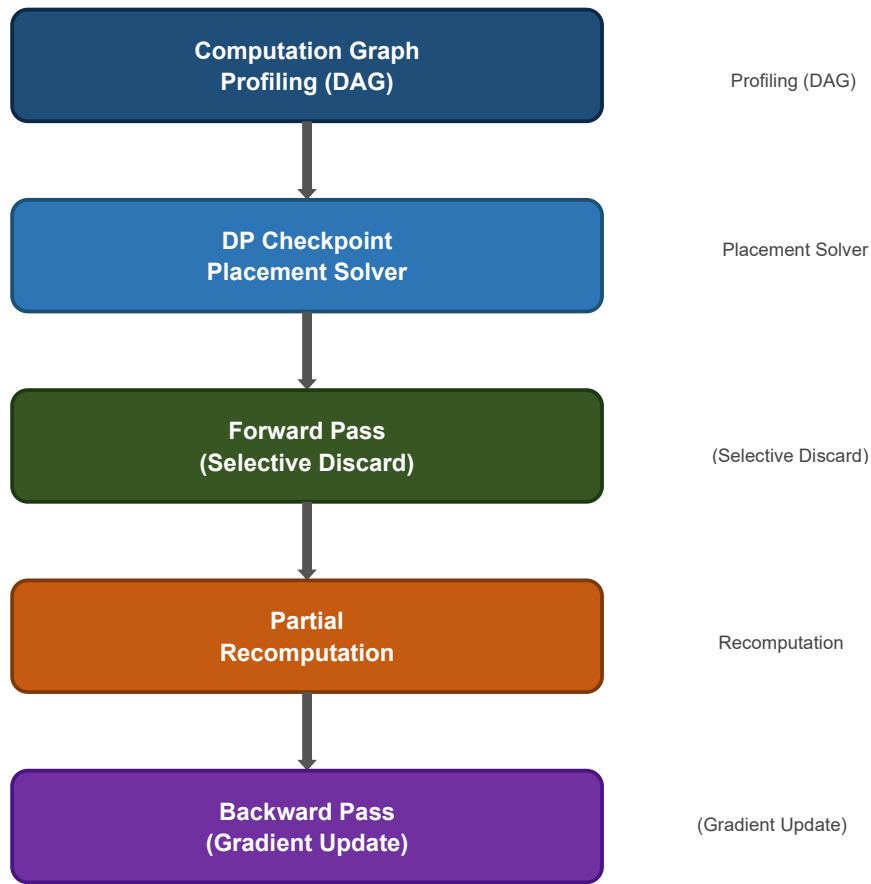 Computation Graph
Profiling (DAG)
Profiling (DAG)
DP Checkpoint
Placement Solver
Placement Solver
Forward Pass
(Selective Discard)
(Selective Discard)
Partial
Recomputation
Recomputation
Backward Pass
(Gradient Update)
(Gradient Update)